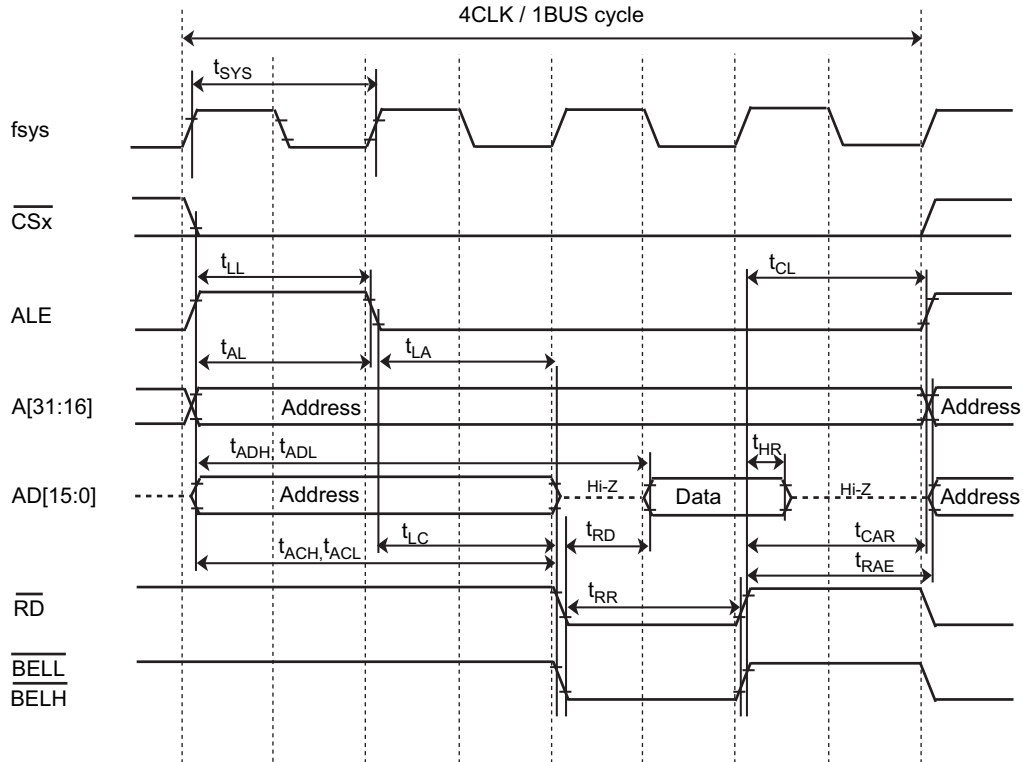 4CLK / 1BUS cycle
tSYS
fsys
CSx
tLL
tCL
ALE
tAL
tLA
A[31:16]
Address
Address
tADH, tADL
tHR
AD[15:0]
Address
Hi-Z
Data
Hi-Z
Address
tLC
tRD
tCAR
tACH,tACL
tRAE
RD
tRR
BELL
BELH